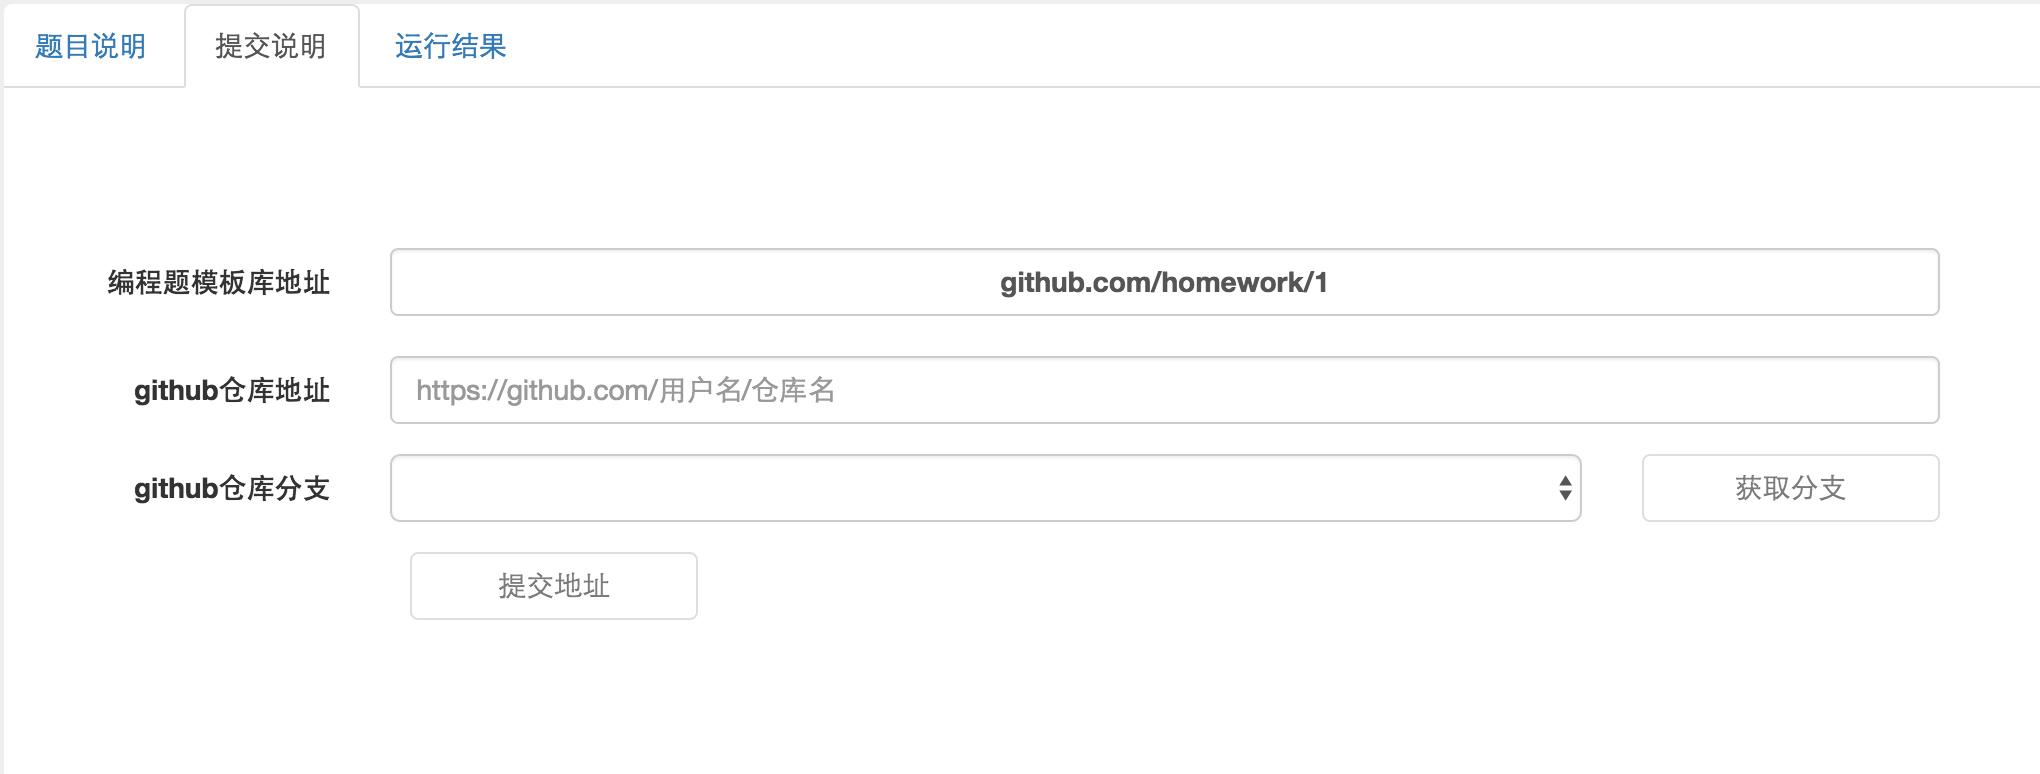 题目说明 提交说明 运行结果
编程题模板库地址 github.com/homework/1
github仓库地址 https://github.com/用户名/仓库名
github仓库分支 获取分支
提交地址